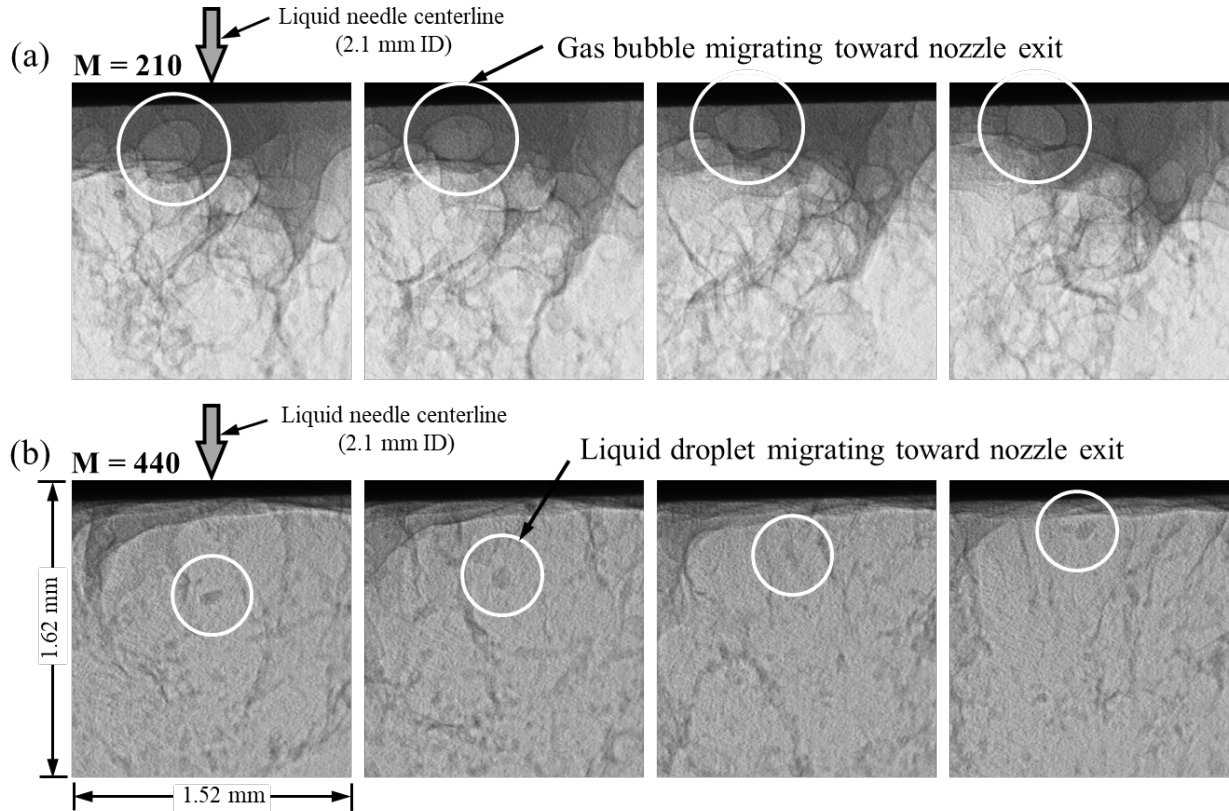 Liquid needle centerline
(2.1 mm ID)
(a)
M = 210
Gas bubble migrating toward nozzle exit
Liquid needle centerline
(2.1 mm ID)
(b)
M = 440
Liquid droplet migrating toward nozzle exit
1.62 mm
1.52 mm